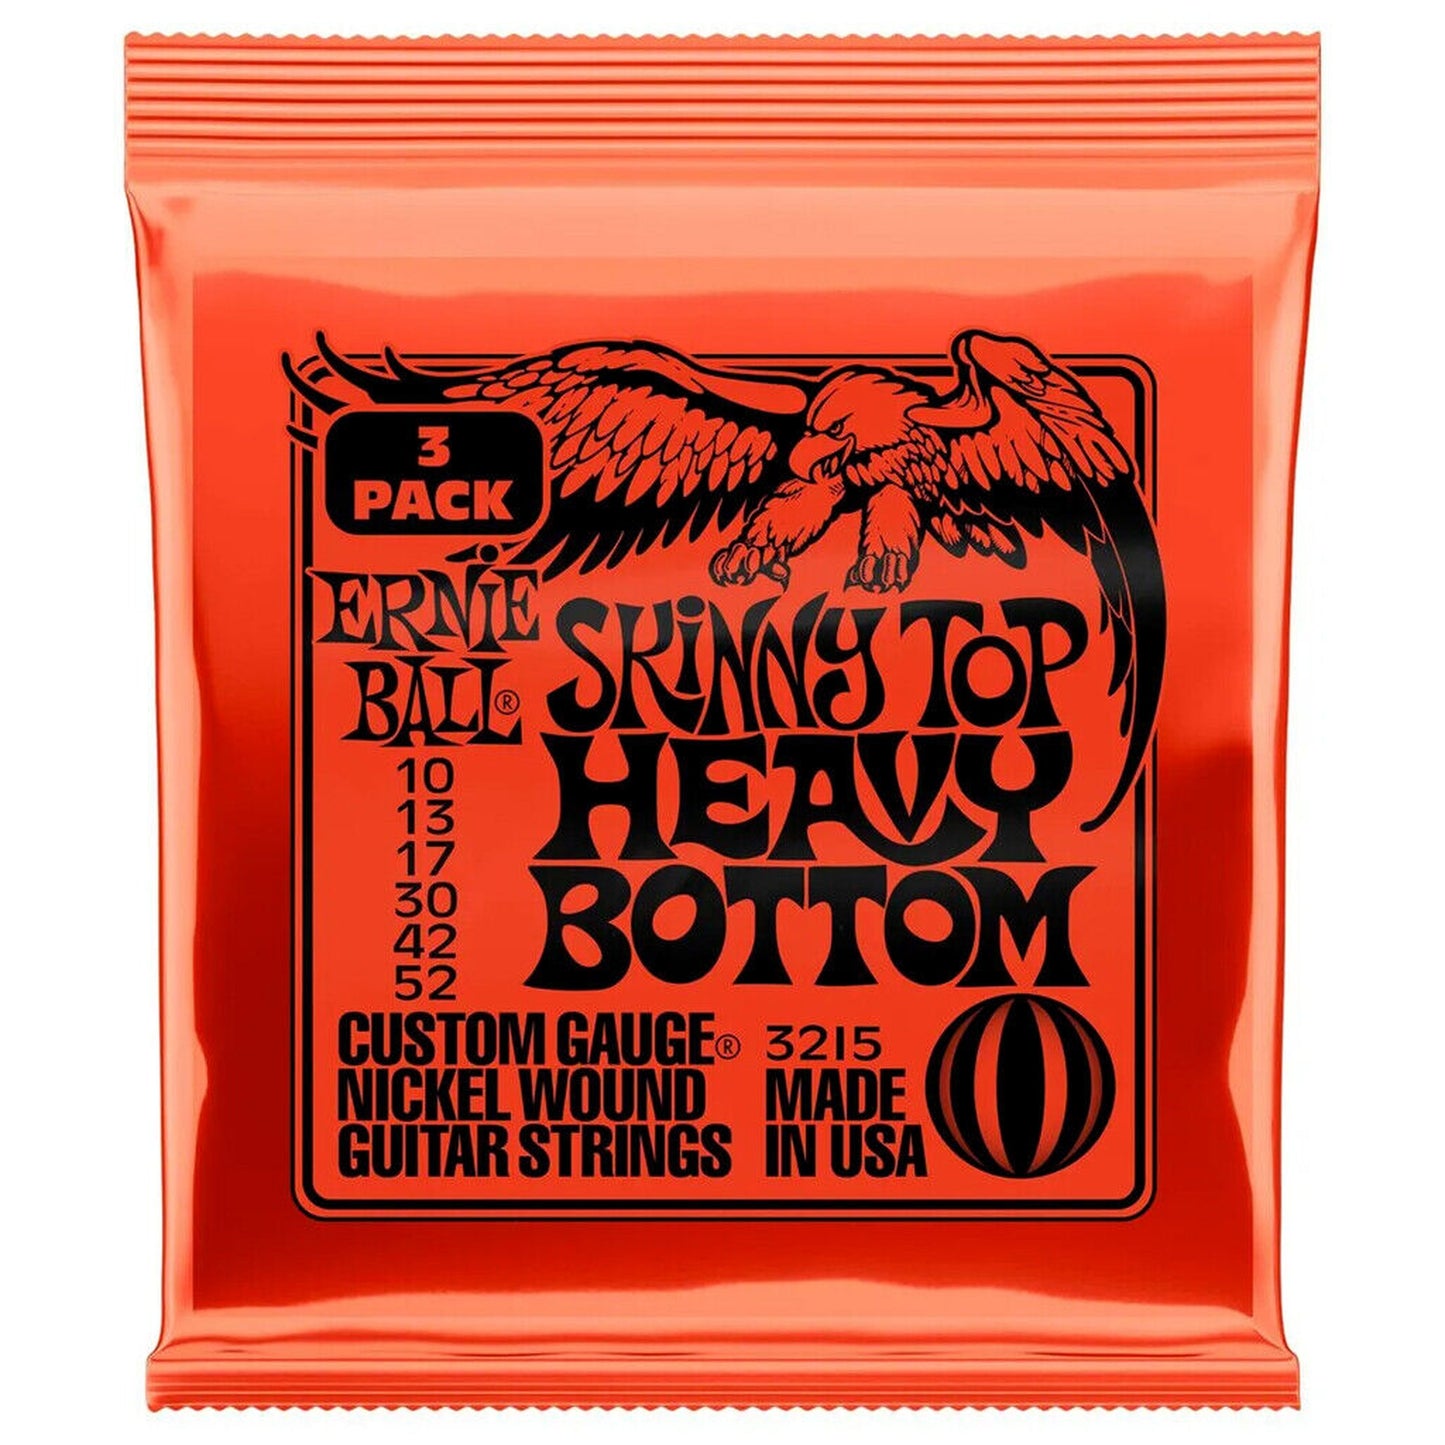 3
PACK
ERNIE
BALL®
SKINNY TOP
HEAVY
BOTTOM
10
13
17
30
42
52
CUSTOM GAUGE®
NICKEL WOUND
GUITAR STRINGS
3215
MADE
IN USA